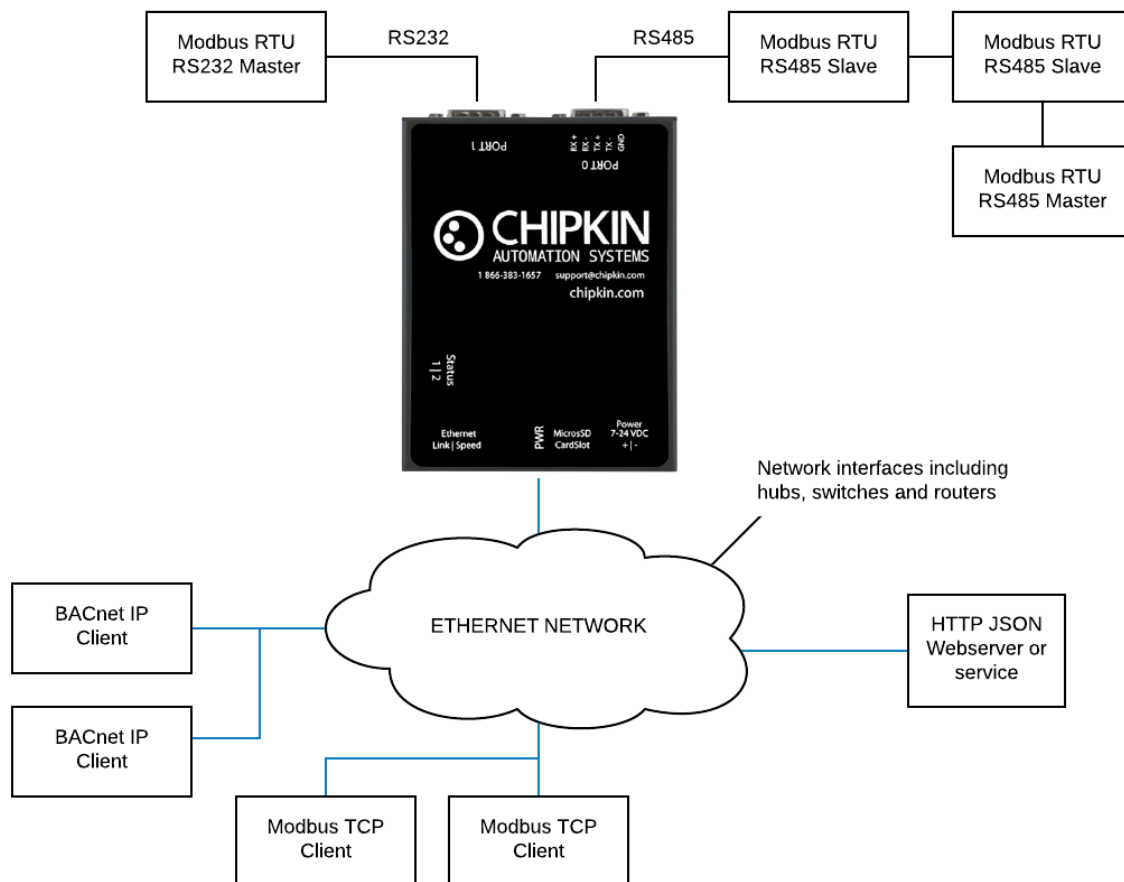 Modbus RTU
RS232 Master
RS232
RS485
Modbus RTU
RS485 Slave
Modbus RTU
RS485 Slave
Modbus RTU
RS485 Master
PORT 1
RX +
RX -
TX +
TX -
GND
PORT 0
CHIPKIN
AUTOMATION SYSTEMS
1 866-383-1657 support@chipkin.com
chipkin.com
Status
1 | 2
Ethernet
Link | Speed
PWR
MicrosSD
CardSlot
Power
7-24 VDC
+ | -
Network interfaces including
hubs, switches and routers
ETHERNET NETWORK
BACnet IP
Client
BACnet IP
Client
HTTP JSON
Webserver or
service
Modbus TCP
Client
Modbus TCP
Client